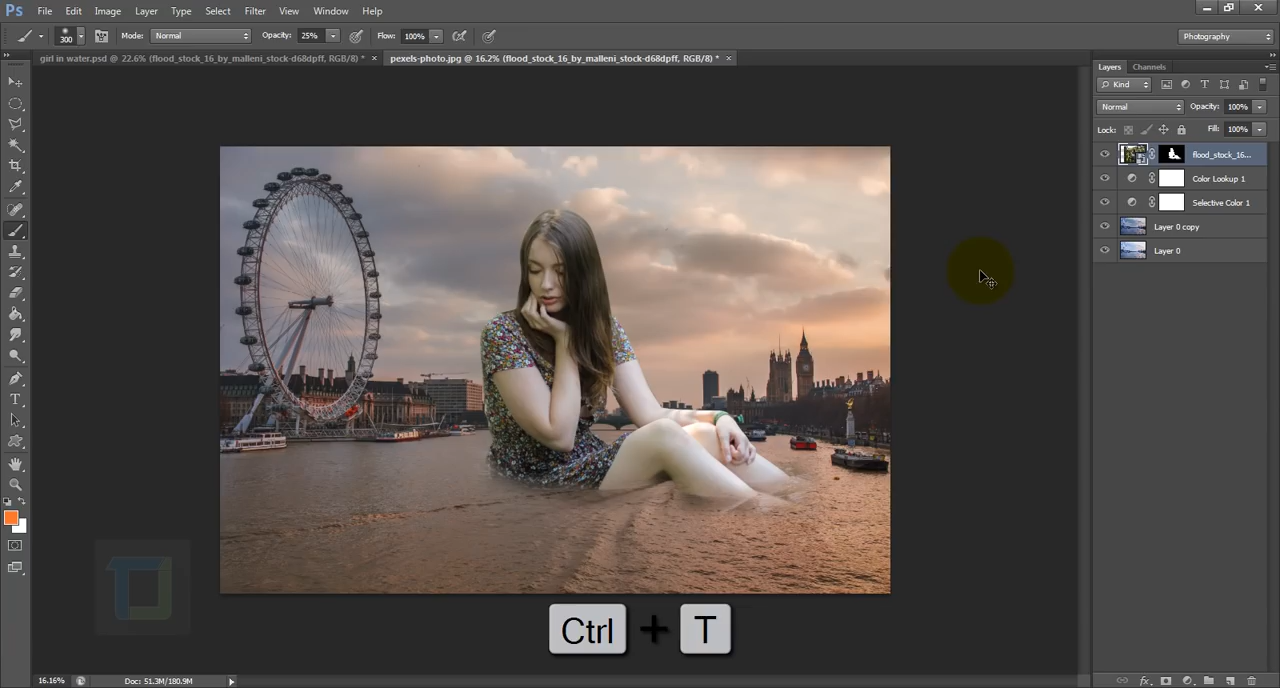 Ps File Edit Image Layer Type Select Filter View Window Help
300 Mode: Normal Opacity: 25% Flow: 100% Photography
girl in water.psd @ 22.6% (flood_stock_16_by_malleni_stock-d68dpff, RGB/8) * × pexels-photo.jpg @ 16.2% (flood_stock_16_by_malleni_stock-d68dpff, RGB/8) * ×
Layers Channels
Kind
Normal Opacity: 100%
Lock: Fill: 100%
flood_stock_16...
Color Lookup 1
Selective Color 1
Layer 0 copy
Layer 0
Ctrl + T
16.16% Doc: 51.3M/180.9M